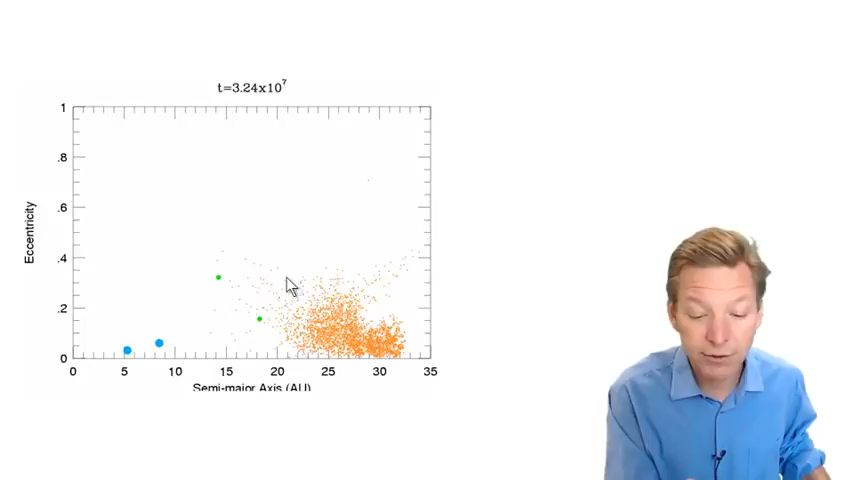 t=3.24x10⁷
1
.8
.6
.4
.2
0
Eccentricity
0 5 10 15 20 25 30 35
Semi-major Axis (AU)